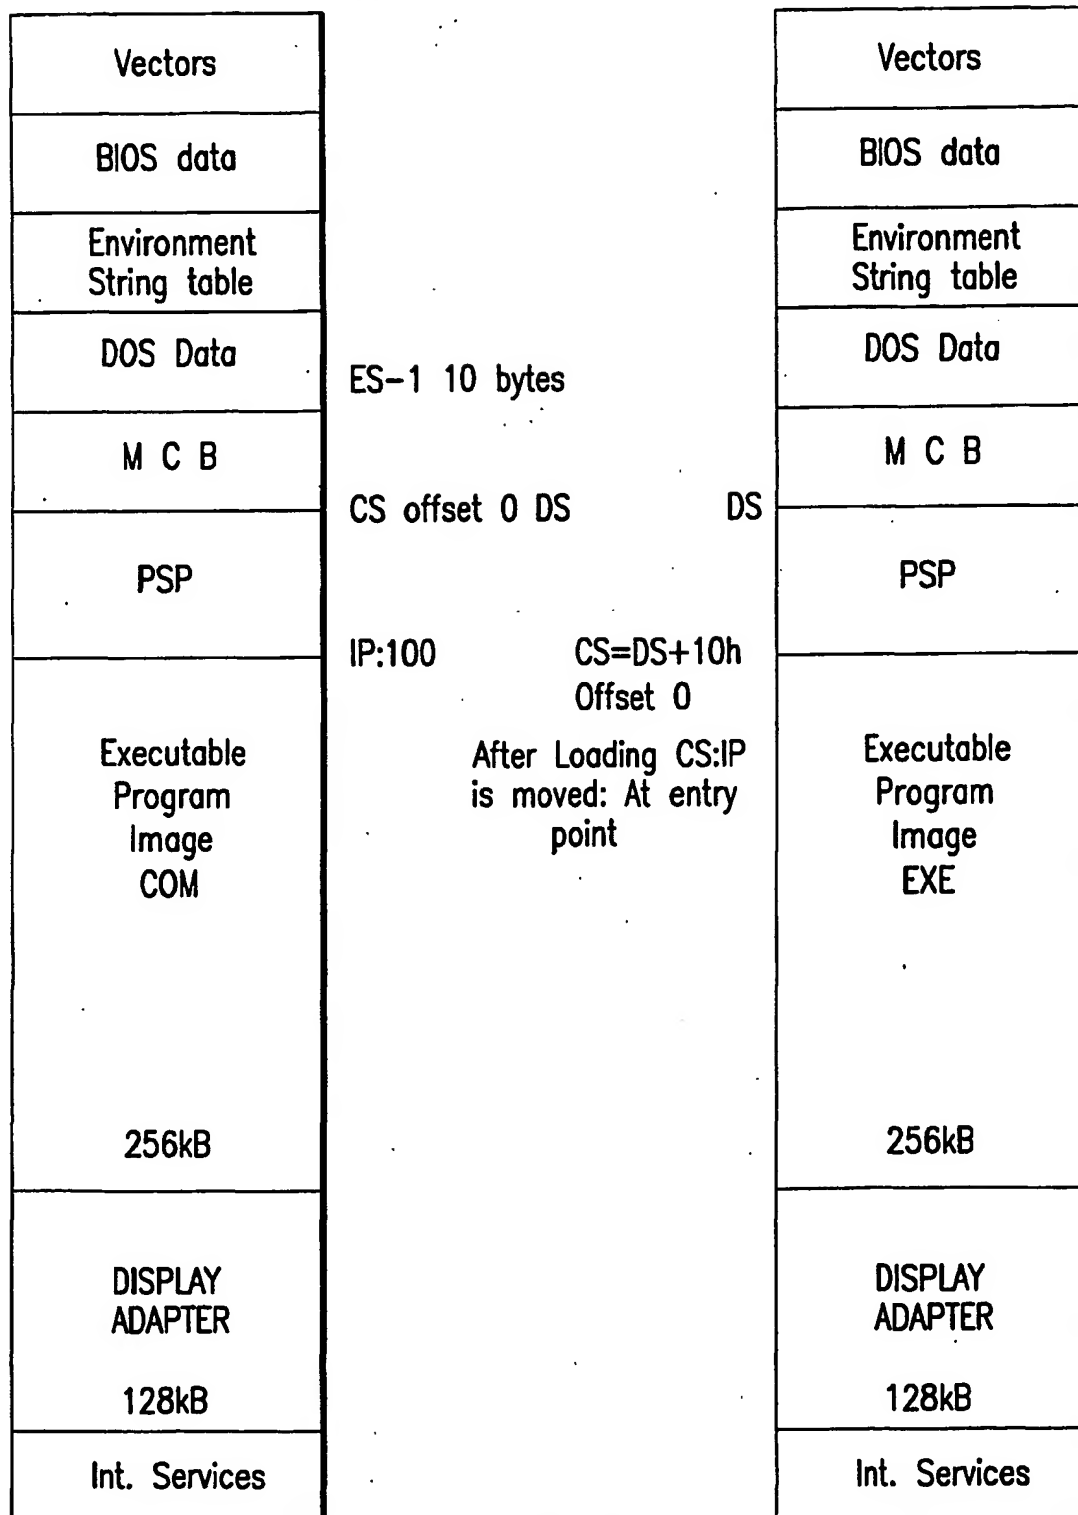 Vectors
BIOS data
Environment
String table
DOS Data
M C B
PSP
Executable
Program
Image
COM
256kB
DISPLAY
ADAPTER
128kB
Int. Services
ES-1 10 bytes
CS offset 0 DS
DS
IP:100
CS=DS+10h
Offset 0
After Loading CS:IP
is moved: At entry
point
Vectors
BIOS data
Environment
String table
DOS Data
M C B
PSP
Executable
Program
Image
EXE
256kB
DISPLAY
ADAPTER
128kB
Int. Services